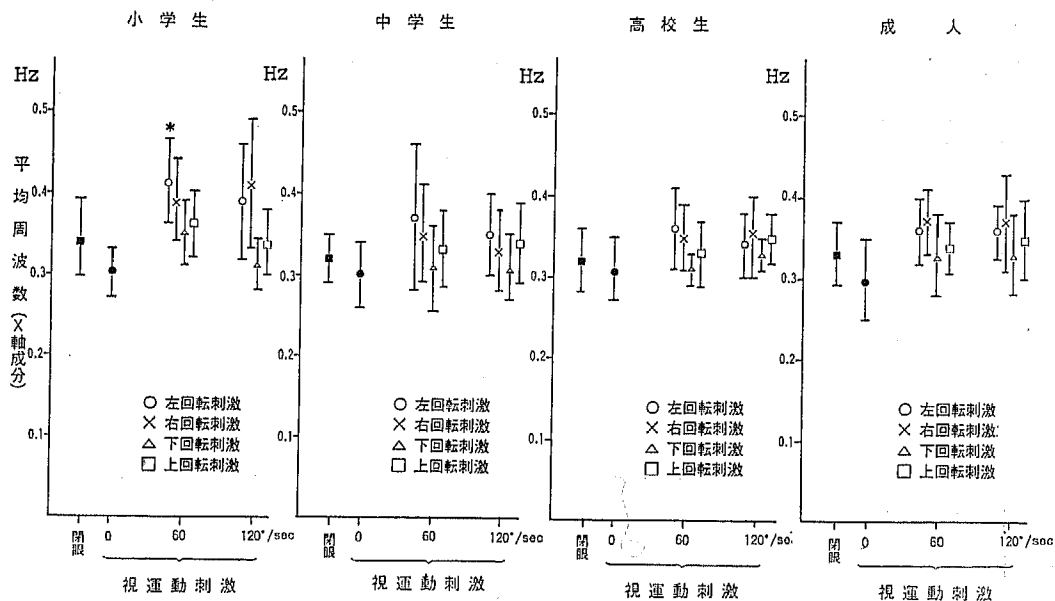 小学生
Hz
0.5
*
0.4
0.3
0.2
0.1
平均周波数(X軸成分)
○ 左回転刺激
× 右回転刺激
△ 下回転刺激
□ 上回転刺激
閉眼 0 60 120°/sec
視運動刺激
中学生
Hz
0.5
0.4
0.3
0.2
0.1
○ 左回転刺激
× 右回転刺激
△ 下回転刺激
□ 上回転刺激
閉眼 0 60 120°/sec
視運動刺激
高校生
Hz
0.5
0.4
0.3
0.2
0.1
○ 左回転刺激
× 右回転刺激
△ 下回転刺激
□ 上回転刺激
閉眼 0 60 120°/sec
視運動刺激
成人
Hz
0.5
0.4
0.3
0.2
0.1
○ 左回転刺激
× 右回転刺激
△ 下回転刺激
□ 上回転刺激
閉眼 0 60 120°/sec
視運動刺激